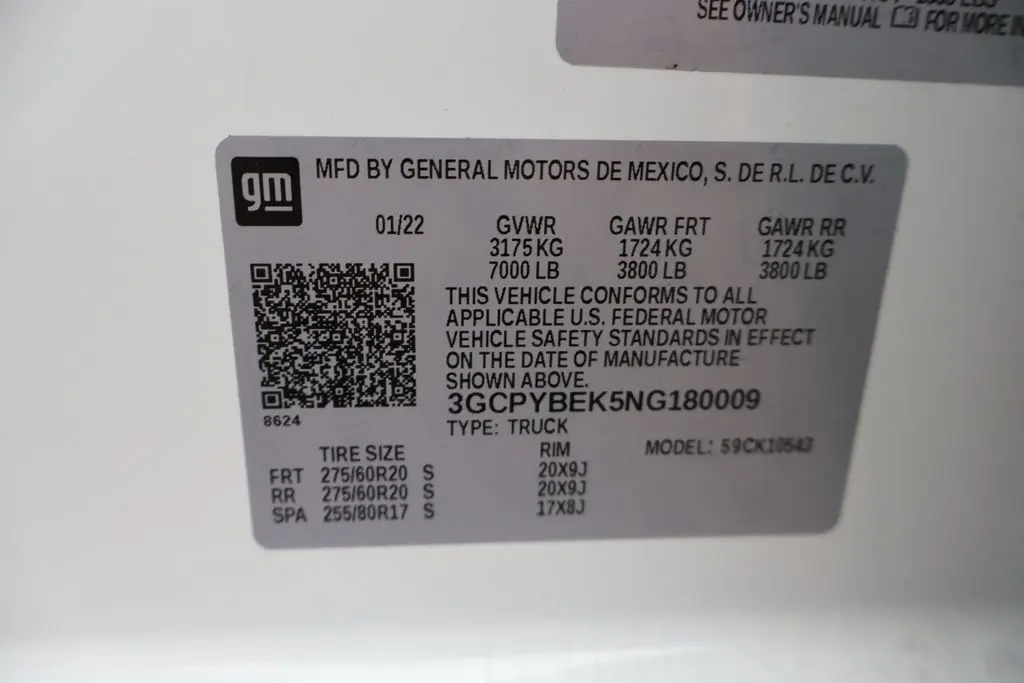 SEE OWNER'S MANUAL FOR MORE
gm
MFD BY GENERAL MOTORS DE MEXICO, S. DE R.L. DE C.V.
01/22 GVWR GAWR FRT GAWR RR
3175 KG 1724 KG 1724 KG
7000 LB 3800 LB 3800 LB
THIS VEHICLE CONFORMS TO ALL
APPLICABLE U.S. FEDERAL MOTOR
VEHICLE SAFETY STANDARDS IN EFFECT
ON THE DATE OF MANUFACTURE
SHOWN ABOVE.
3GCPYBEK5NG180009
8624
TYPE: TRUCK
TIRE SIZE RIM MODEL:
FRT 275/60R20 S 20X9J
RR 275/60R20 S 20X9J
SPA 255/80R17 S 17X8J